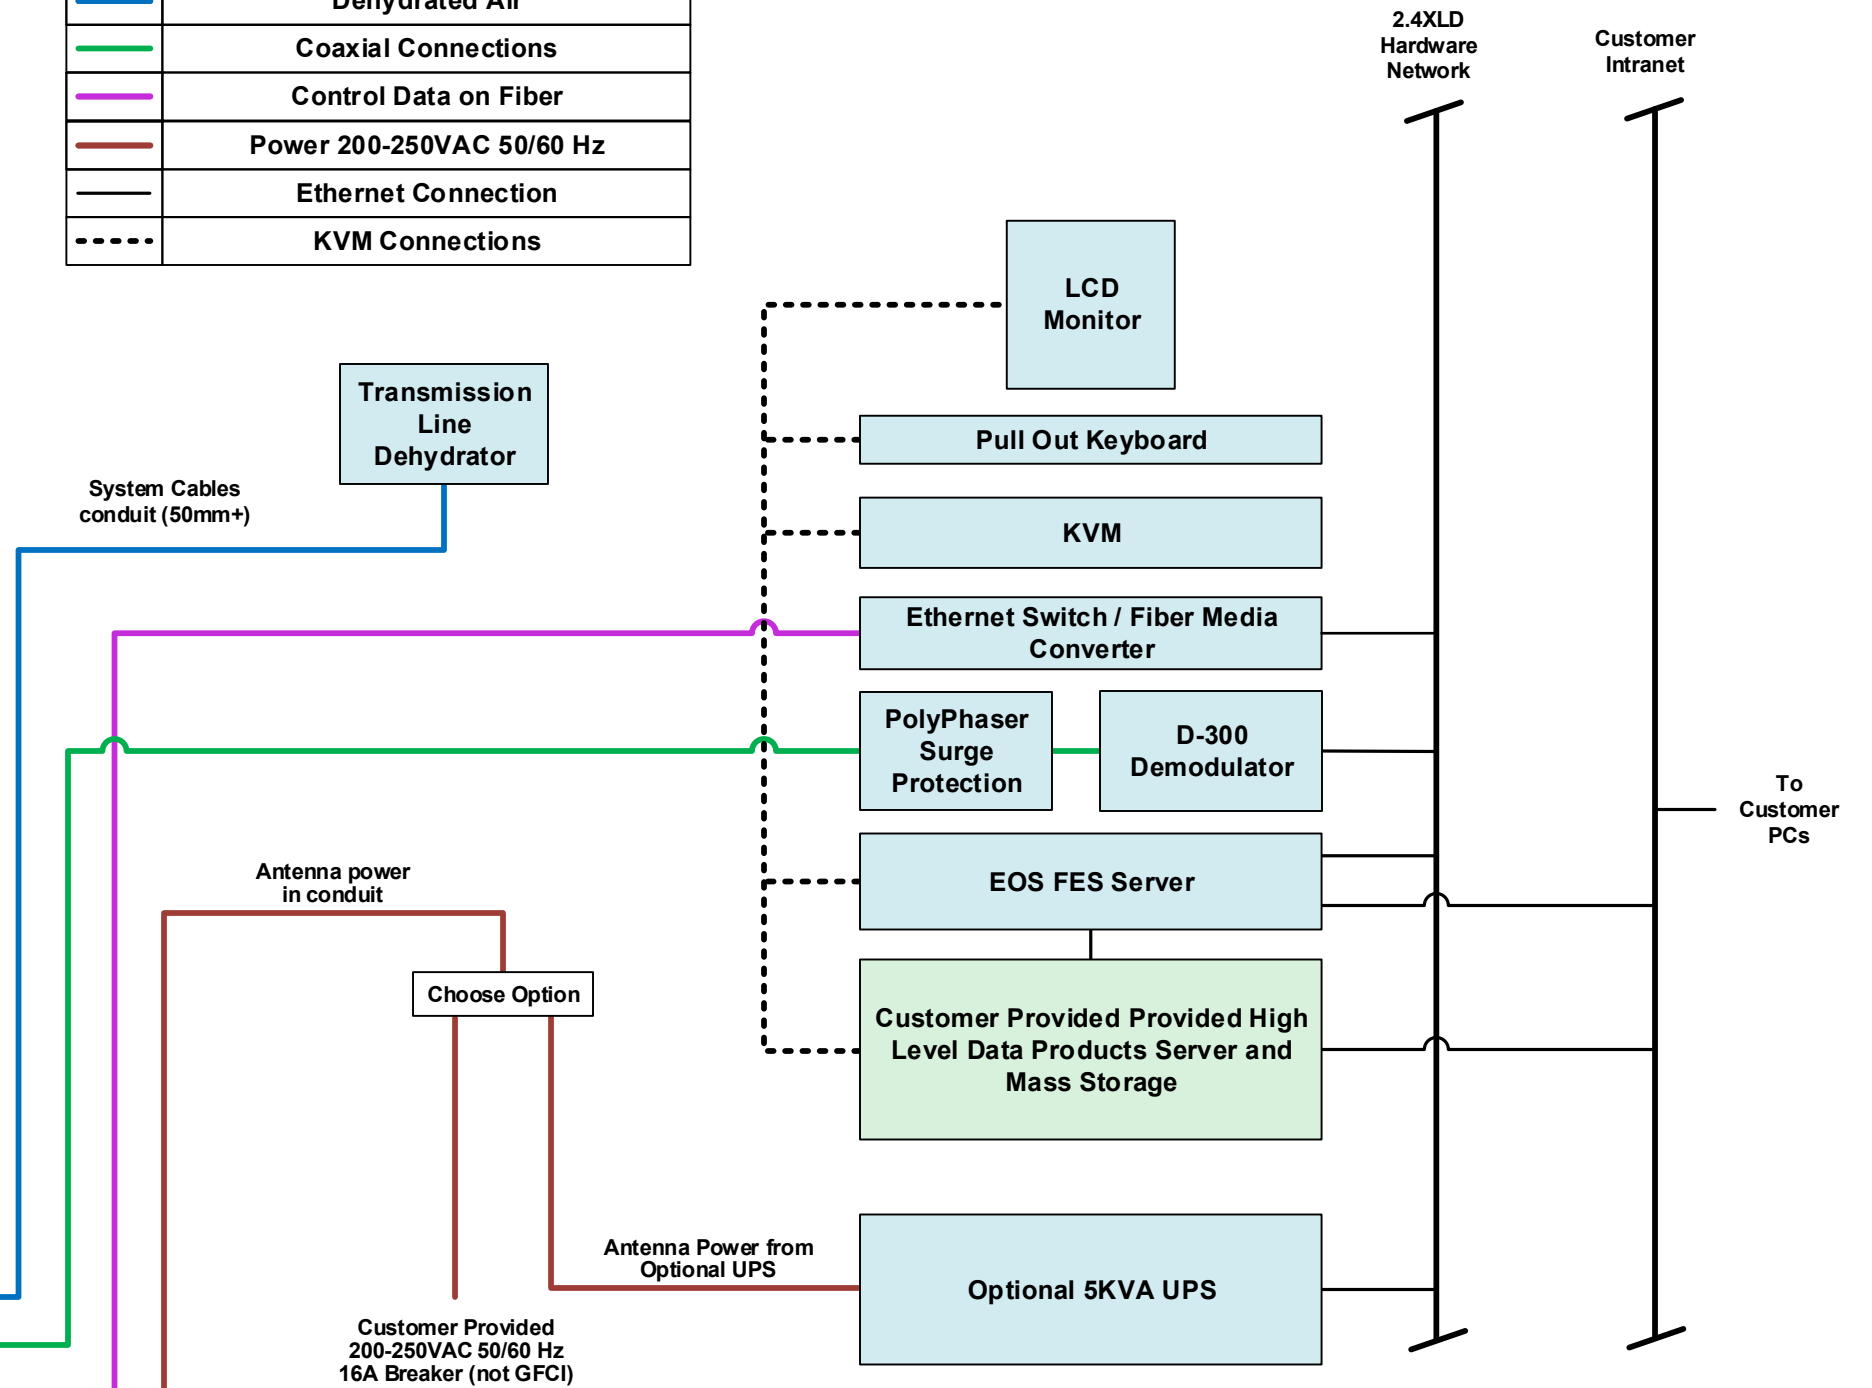 Dehydrated Air
Coaxial Connections
Control Data on Fiber
Power 200-250VAC 50/60 Hz
Ethernet Connection
KVM Connections
2.4XLD
Hardware
Network
Customer
Intranet
LCD
Monitor
Transmission
Line
Dehydrator
Pull Out Keyboard
System Cables
conduit (50mm+)
KVM
Ethernet Switch / Fiber Media
Converter
PolyPhaser
Surge
Protection
D-300
Demodulator
To
Customer
PCs
Antenna power
in conduit
EOS FES Server
Choose Option
Customer Provided Provided High
Level Data Products Server and
Mass Storage
Antenna Power from
Optional UPS
Optional 5KVA UPS
Customer Provided
200-250VAC 50/60 Hz
16A Breaker (not GFCI)